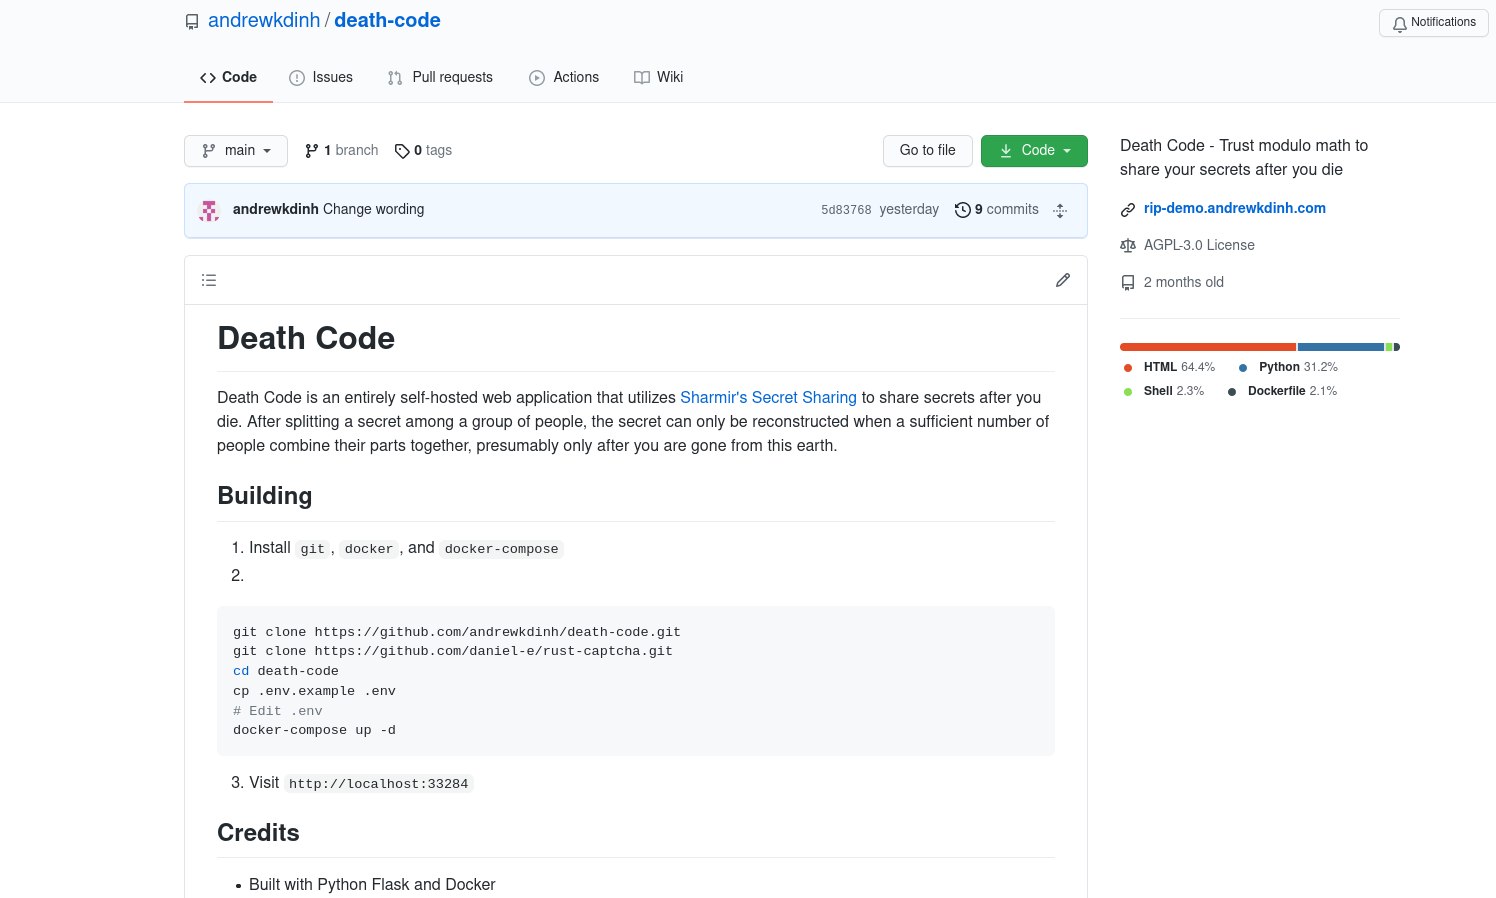 andrewkdinh / death-code
Notifications
Code
Issues
Pull requests
Actions
Wiki
main
1 branch
0 tags
Go to file
Code
andrewkdinh Change wording
5d83768 yesterday
9 commits
Death Code
Death Code is an entirely self-hosted web application that utilizes Sharmir's Secret Sharing to share secrets after you
die. After splitting a secret among a group of people, the secret can only be reconstructed when a sufficient number of
people combine their parts together, presumably only after you are gone from this earth.
Building
1. Install git, docker, and docker-compose
2.
git clone https://github.com/andrewkdinh/death-code.git
git clone https://github.com/daniel-e/rust-captcha.git
cd death-code
cp .env.example .env
# Edit .env
docker-compose up -d
3. Visit http://localhost:33284
Credits
• Built with Python Flask and Docker
Death Code - Trust modulo math to
share your secrets after you die
rip-demo.andrewkdinh.com
AGPL-3.0 License
2 months old
HTML 64.4%
Python 31.2%
Shell 2.3%
Dockerfile 2.1%